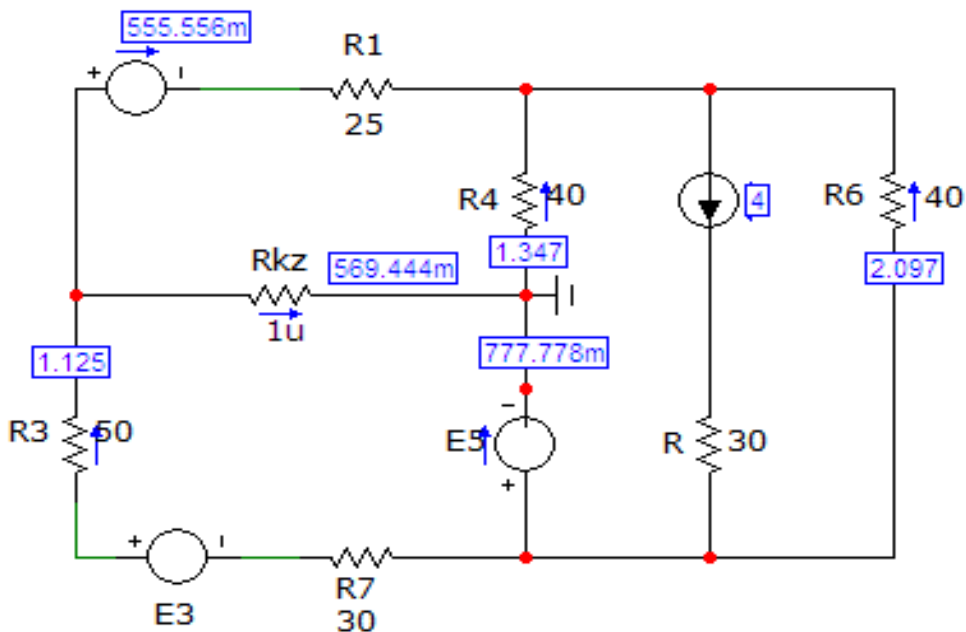 555.556m
R1
+
-
25
R4
40
4
R6
40
1.347
2.097
Rkz
569.444m
1u
777.778m
1.125
R3
50
-
E5
+
R
30
+
-
E3
R7
30